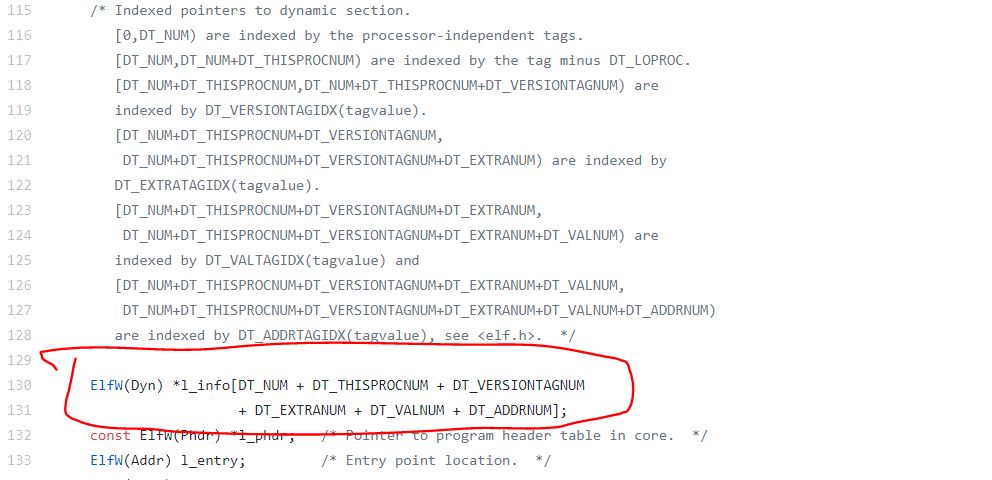 115 /* Indexed pointers to dynamic section.
116 [0,DT_NUM) are indexed by the processor-independent tags.
117 [DT_NUM,DT_NUM+DT_THISPROCNUM) are indexed by the tag minus DT_LOPROC.
118 [DT_NUM+DT_THISPROCNUM,DT_NUM+DT_THISPROCNUM+DT_VERSIONTAGNUM) are
119 indexed by DT_VERSIONTAGIDX(tagvalue).
120 [DT_NUM+DT_THISPROCNUM+DT_VERSIONTAGNUM,
121 DT_NUM+DT_THISPROCNUM+DT_VERSIONTAGNUM+DT_EXTRANUM) are indexed by
122 DT_EXTRATAGIDX(tagvalue).
123 [DT_NUM+DT_THISPROCNUM+DT_VERSIONTAGNUM+DT_EXTRANUM,
124 DT_NUM+DT_THISPROCNUM+DT_VERSIONTAGNUM+DT_EXTRANUM+DT_VALNUM) are
125 indexed by DT_VALTAGIDX(tagvalue) and
126 [DT_NUM+DT_THISPROCNUM+DT_VERSIONTAGNUM+DT_EXTRANUM+DT_VALNUM,
127 DT_NUM+DT_THISPROCNUM+DT_VERSIONTAGNUM+DT_EXTRANUM+DT_VALNUM+DT_ADDRNUM)
128 are indexed by DT_ADDRTAGIDX(tagvalue), see <elf.h>. */
129
130 ElfW(Dyn) *l_info[DT_NUM + DT_THISPROCNUM + DT_VERSIONTAGNUM
131 + DT_EXTRANUM + DT_VALNUM + DT_ADDRNUM];
132 const ElfW(Phdr) *l_phdr; /* Pointer to program header table in core. */
133 ElfW(Addr) l_entry; /* Entry point location. */